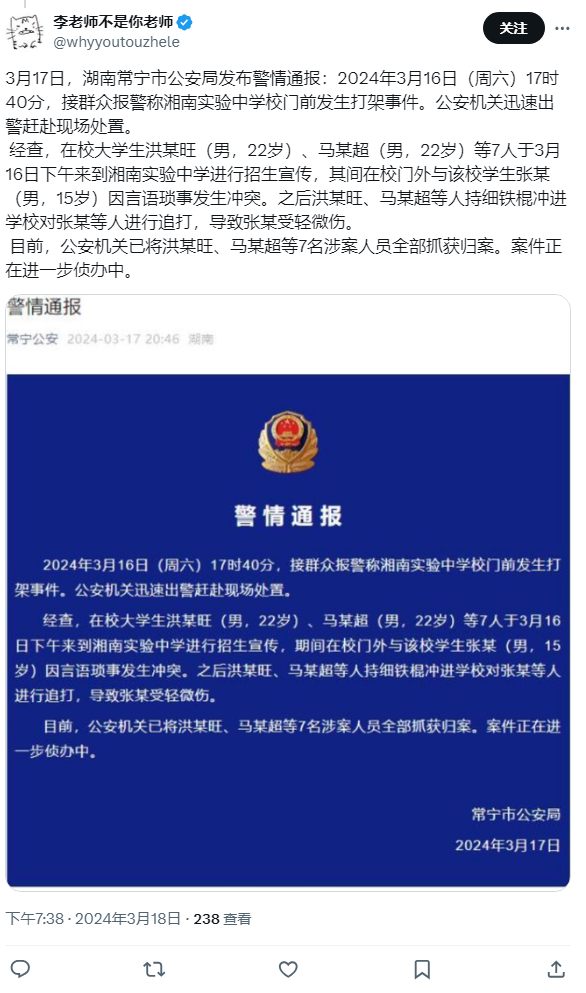 李老师不是你老师
@whyyoutouzhele
关注
3月17日，湖南常宁市公安局发布警情通报：2024年3月16日（周六）17时
40分，接群众报警称湘南实验中学校门前发生打架事件。公安机关迅速出
警赶赴现场处置。
经查，在校大学生洪某旺（男，22岁）、马某超（男，22岁）等7人于3月
16日下午来到湘南实验中学进行招生宣传，其间在校门外与该校学生张某
（男，15岁）因言语琐事发生冲突。之后洪某旺、马某超等人持细铁棍冲进
学校对张某等人进行追打，导致张某受轻微伤。
目前，公安机关已将洪某旺、马某超等7名涉案人员全部抓获归案。案件正
在进一步侦办中。
警情通报
常宁公安 2024-03-17 20:46 湖南
警情通报
2024年3月16日（周六）17时40分，接群众报警称湘南实验中学校门前发生打
架事件。公安机关迅速出警赶赴现场处置。
经查，在校大学生洪某旺（男，22岁）、马某超（男，22岁）等7人于3月16
日下午来到湘南实验中学进行招生宣传，期间在校门外与该校学生张某（男，15
岁）因言语琐事发生冲突。之后洪某旺、马某超等人持细铁棍冲进学校对张某等人
进行追打，导致张某受轻微伤。
目前，公安机关已将洪某旺、马某超等7名涉案人员全部抓获归案。案件正在进
一步侦办中。
常宁市公安局
2024年3月17日
下午7:38 · 2024年3月18日 · 238 查看